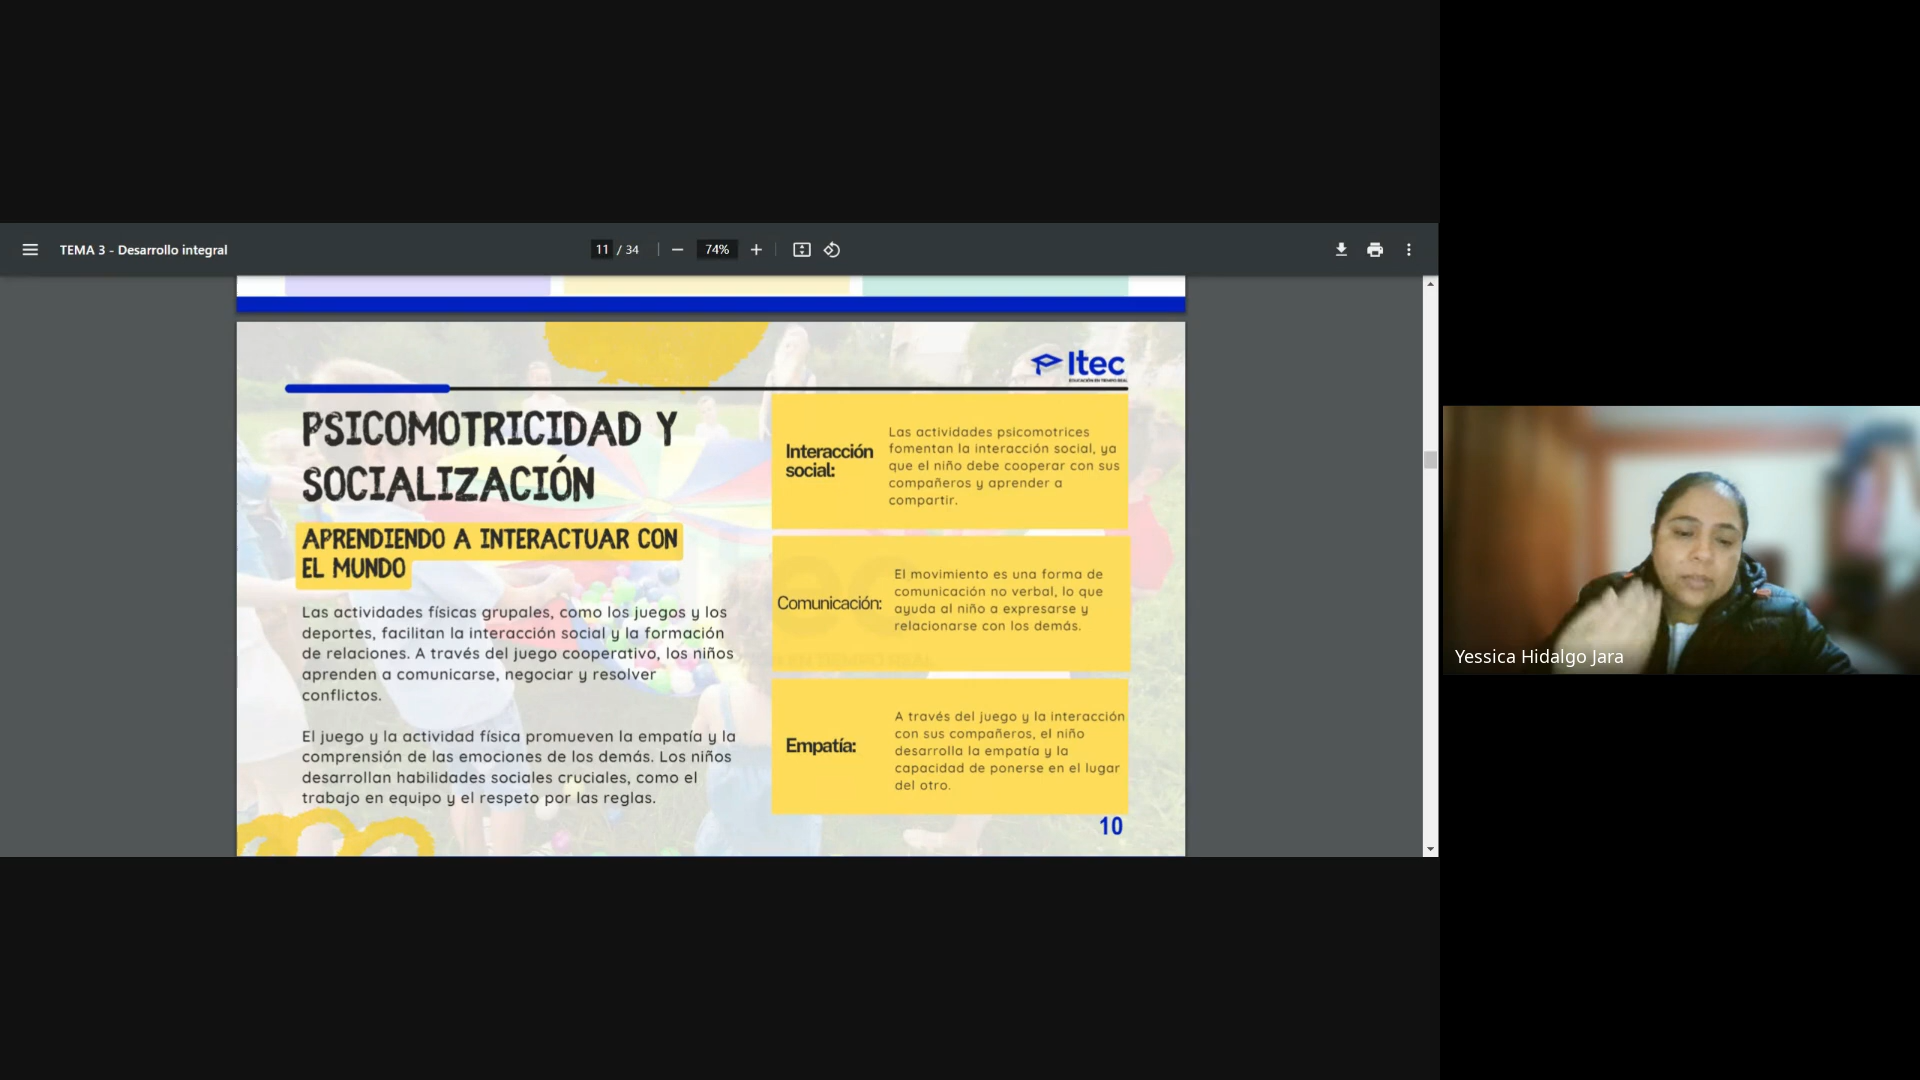 TEMA 3 - Desarrollo integral
11 / 34
74%
Itec
EDUCACIÓN EN TIEMPO REAL
PSICOMOTRICIDAD Y
SOCIALIZACIÓN
APRENDIENDO A INTERACTUAR CON
EL MUNDO
Las actividades físicas grupales, como los juegos y los
deportes, facilitan la interacción social y la formación
de relaciones. A través del juego cooperativo, los niños
aprenden a comunicarse, negociar y resolver
conflictos.
El juego y la actividad física promueven la empatía y la
comprensión de las emociones de los demás. Los niños
desarrollan habilidades sociales cruciales, como el
trabajo en equipo y el respeto por las reglas.
Interacción
social:
Las actividades psicomotrices
fomentan la interacción social, ya
que el niño debe cooperar con sus
compañeros y aprender a
compartir.
Comunicación:
El movimiento es una forma de
comunicación no verbal, lo que
ayuda al niño a expresarse y
relacionarse con los demás.
Empatía:
A través del juego y la interacción
con sus compañeros, el niño
desarrolla la empatía y la
capacidad de ponerse en el lugar
del otro.
10
Yessica Hidalgo Jara